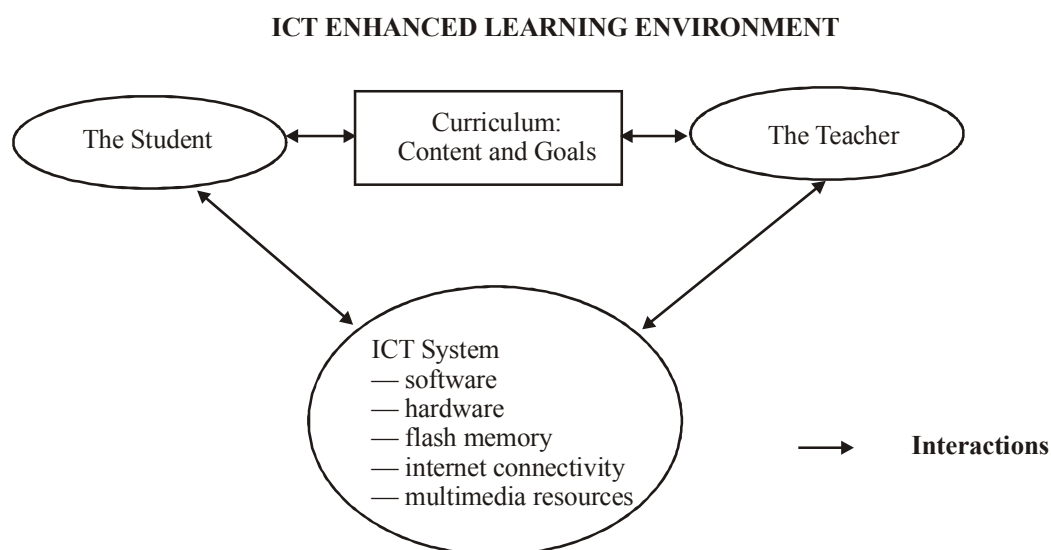 ICT ENHANCED LEARNING ENVIRONMENT
The Student
Curriculum:
Content and Goals
The Teacher
ICT System
— software
— hardware
— flash memory
— internet connectivity
— multimedia resources
Interactions